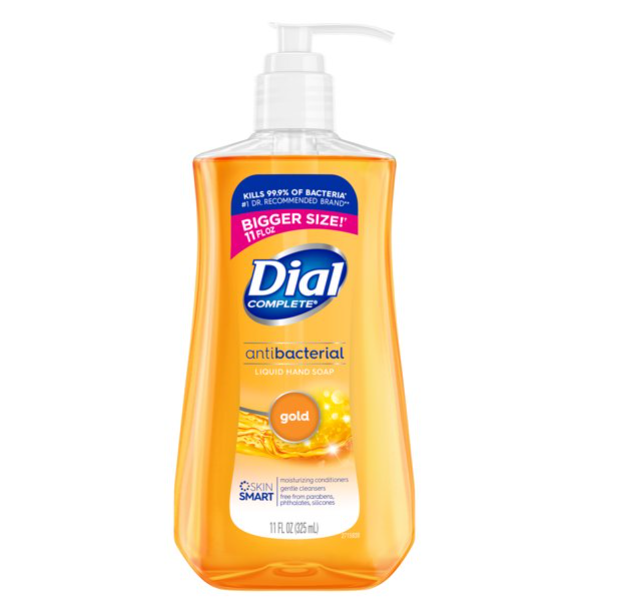 KILLS 99.9% OF BACTERIA*
#1 DR. RECOMMENDED BRAND**
BIGGER SIZE!†
11 FL OZ
Dial
COMPLETE®
antibacterial
LIQUID HAND SOAP
gold
SKIN
SMART
moisturizing conditioners
gentle cleansers
free from parabens,
phthalates, silicones
11 FL OZ (325 mL)